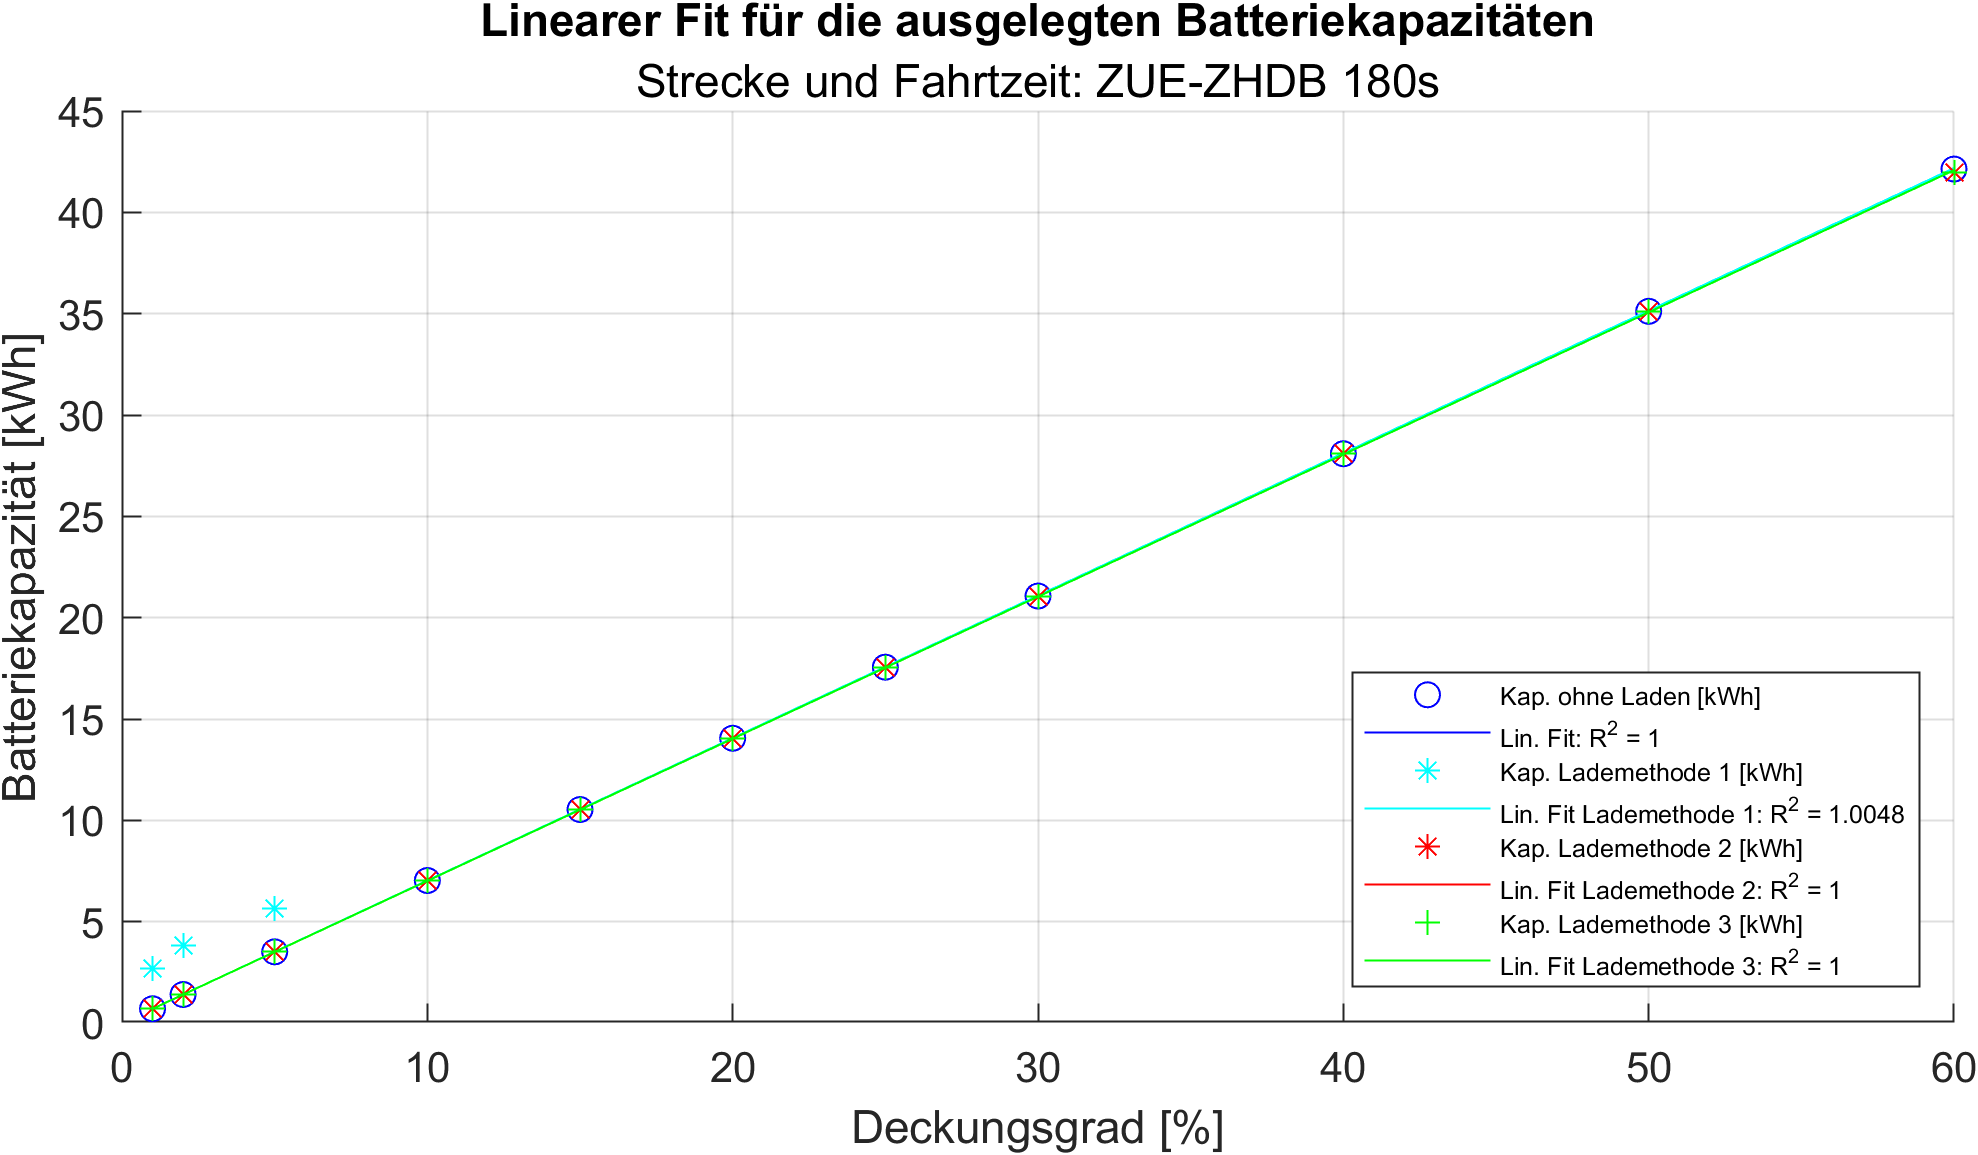 Linearer Fit für die ausgelegten Batteriekapazitäten
Strecke und Fahrtzeit: ZUE-ZHDB 180s
Batteriekapazität [kWh]
45
40
35
30
25
20
15
10
5
0
0 10 20 30 40 50 60
Deckungsgrad [%]
Kap. ohne Laden [kWh]
Lin. Fit: R² = 1
Kap. Lademethode 1 [kWh]
Lin. Fit Lademethode 1: R² = 1.0048
Kap. Lademethode 2 [kWh]
Lin. Fit Lademethode 2: R² = 1
Kap. Lademethode 3 [kWh]
Lin. Fit Lademethode 3: R² = 1